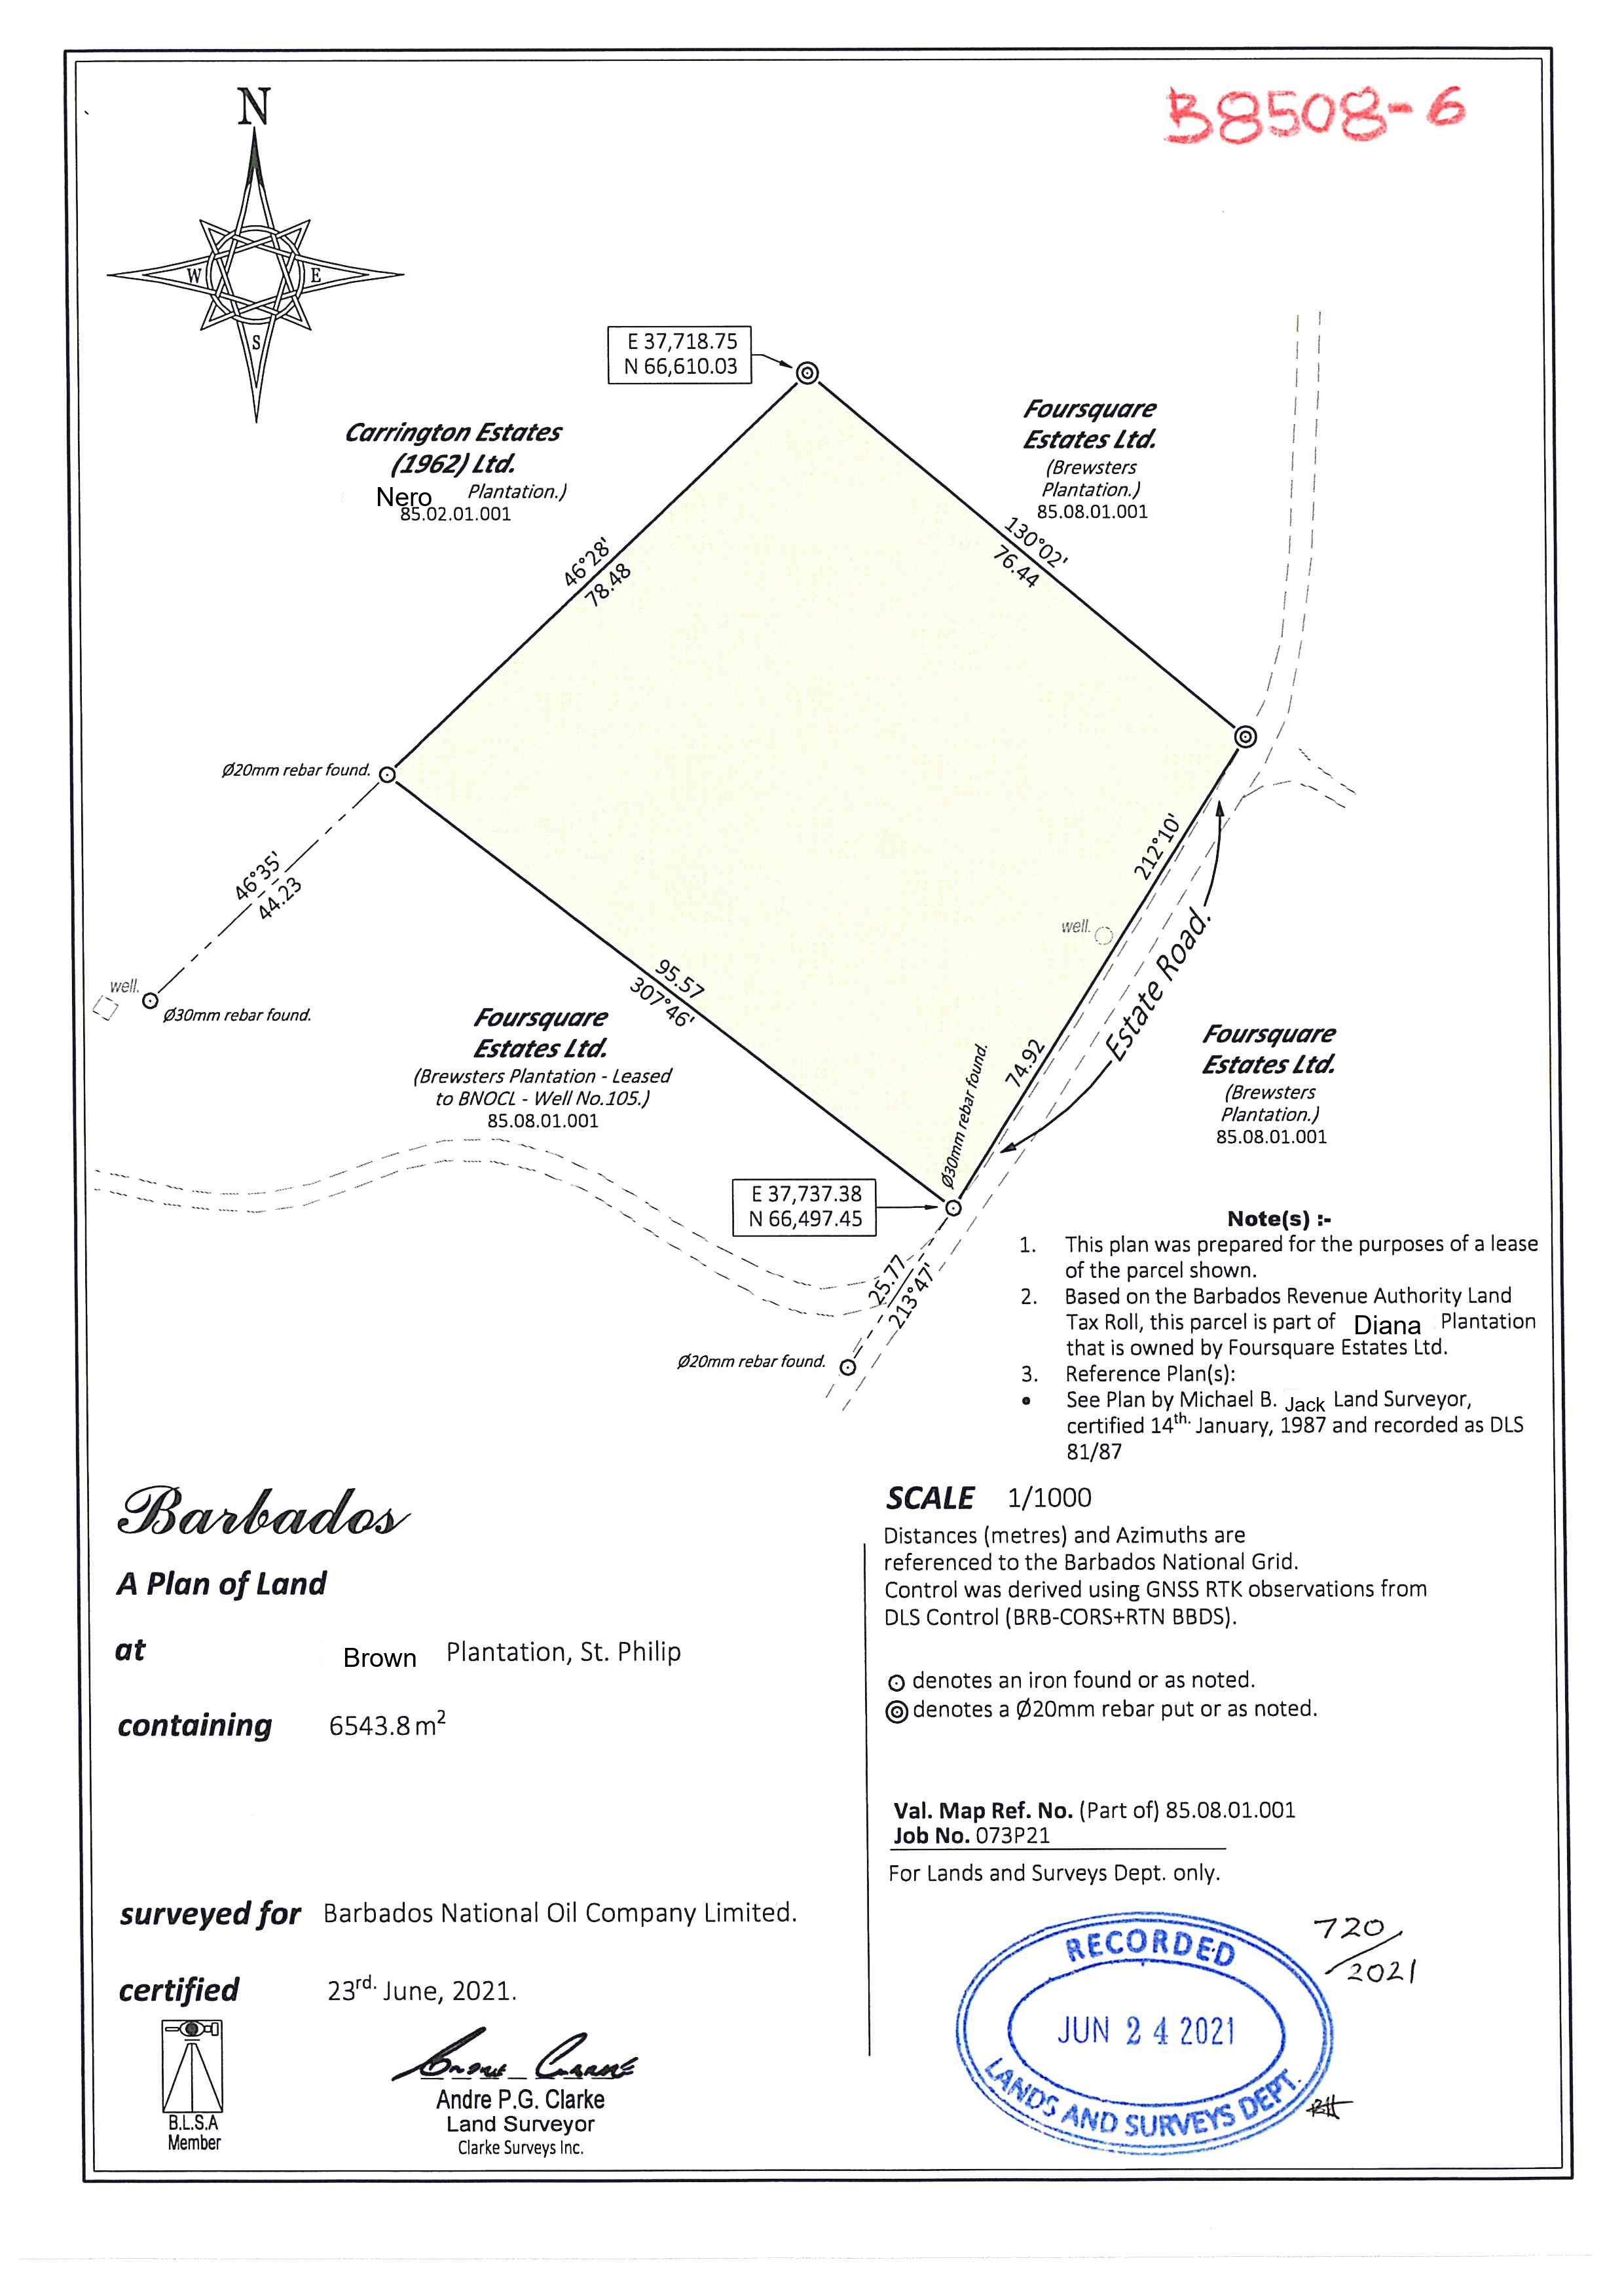 B8508-6
N
W
E
S
E 37,718.75
N 66,610.03
Carrington Estates
(1962) Ltd.
Nero Plantation.)
85.02.01.001
Foursquare
Estates Ltd.
(Brewsters
Plantation.)
85.08.01.001
46°28'
78.48
130°02'
76.44
Ø20mm rebar found.
46°35'
44.23
well.
Ø30mm rebar found.
212°10'
74.92
well.
Estate Road.
95.57
307°46'
Foursquare
Estates Ltd.
(Brewsters Plantation - Leased
to BNOCL - Well No.105.)
85.08.01.001
Ø30mm rebar found.
Foursquare
Estates Ltd.
(Brewsters
Plantation.)
85.08.01.001
E 37,737.38
N 66,497.45
25.77
213°47'
Ø20mm rebar found.
Note(s) :-
1. This plan was prepared for the purposes of a lease
of the parcel shown.
2. Based on the Barbados Revenue Authority Land
Tax Roll, this parcel is part of Diana Plantation
that is owned by Foursquare Estates Ltd.
3. Reference Plan(s):
• See Plan by Michael B. Jack Land Surveyor,
certified 14th. January, 1987 and recorded as DLS
81/87
Barbados
A Plan of Land
at Brown Plantation, St. Philip
containing 6543.8 m²
surveyed for Barbados National Oil Company Limited.
certified 23rd. June, 2021.
B.L.S.A
Member
Andre Clarke
Andre P.G. Clarke
Land Surveyor
Clarke Surveys Inc.
SCALE 1/1000
Distances (metres) and Azimuths are
referenced to the Barbados National Grid.
Control was derived using GNSS RTK observations from
DLS Control (BRB-CORS+RTN BBDS).
denotes an iron found or as noted.
denotes a Ø20mm rebar put or as noted.
Val. Map Ref. No. (Part of) 85.08.01.001
Job No. 073P21
For Lands and Surveys Dept. only.
RECORDED
JUN 24 2021
LANDS AND SURVEYS DEPT.
720/2021